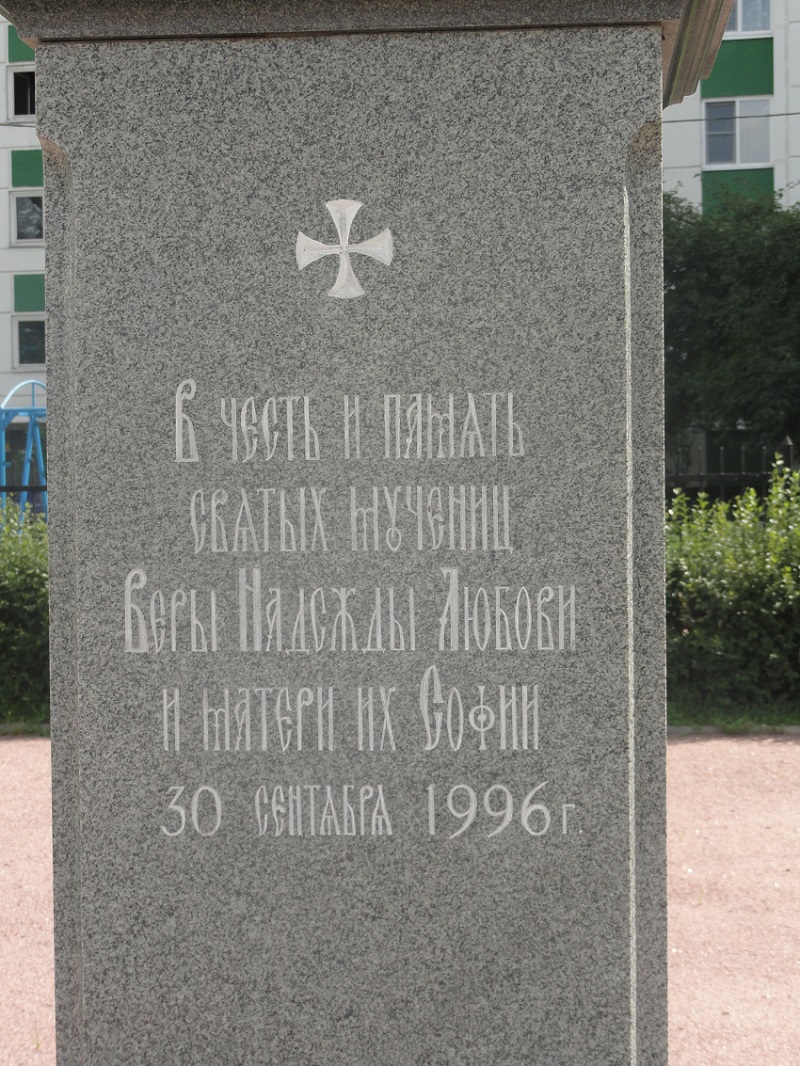 В честь и память
святых мучениц
Веры Надежды Любови
и матери их Софии
30 сентября 1996 г.